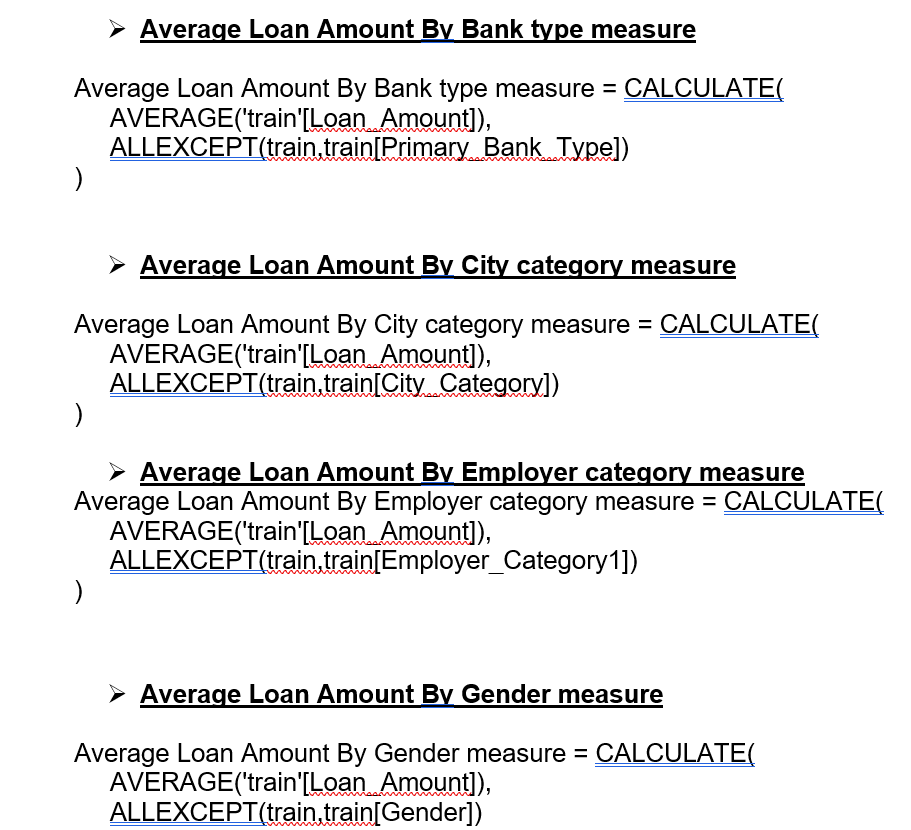 ➢ Average Loan Amount By Bank type measure
Average Loan Amount By Bank type measure = CALCULATE(
AVERAGE('train'[Loan_Amount]),
ALLEXCEPT(train,train[Primary_Bank_Type])
)
➢ Average Loan Amount By City category measure
Average Loan Amount By City category measure = CALCULATE(
AVERAGE('train'[Loan_Amount]),
ALLEXCEPT(train,train[City_Category])
)
➢ Average Loan Amount By Employer category measure
Average Loan Amount By Employer category measure = CALCULATE(
AVERAGE('train'[Loan_Amount]),
ALLEXCEPT(train,train[Employer_Category1])
)
➢ Average Loan Amount By Gender measure
Average Loan Amount By Gender measure = CALCULATE(
AVERAGE('train'[Loan_Amount]),
ALLEXCEPT(train,train[Gender])